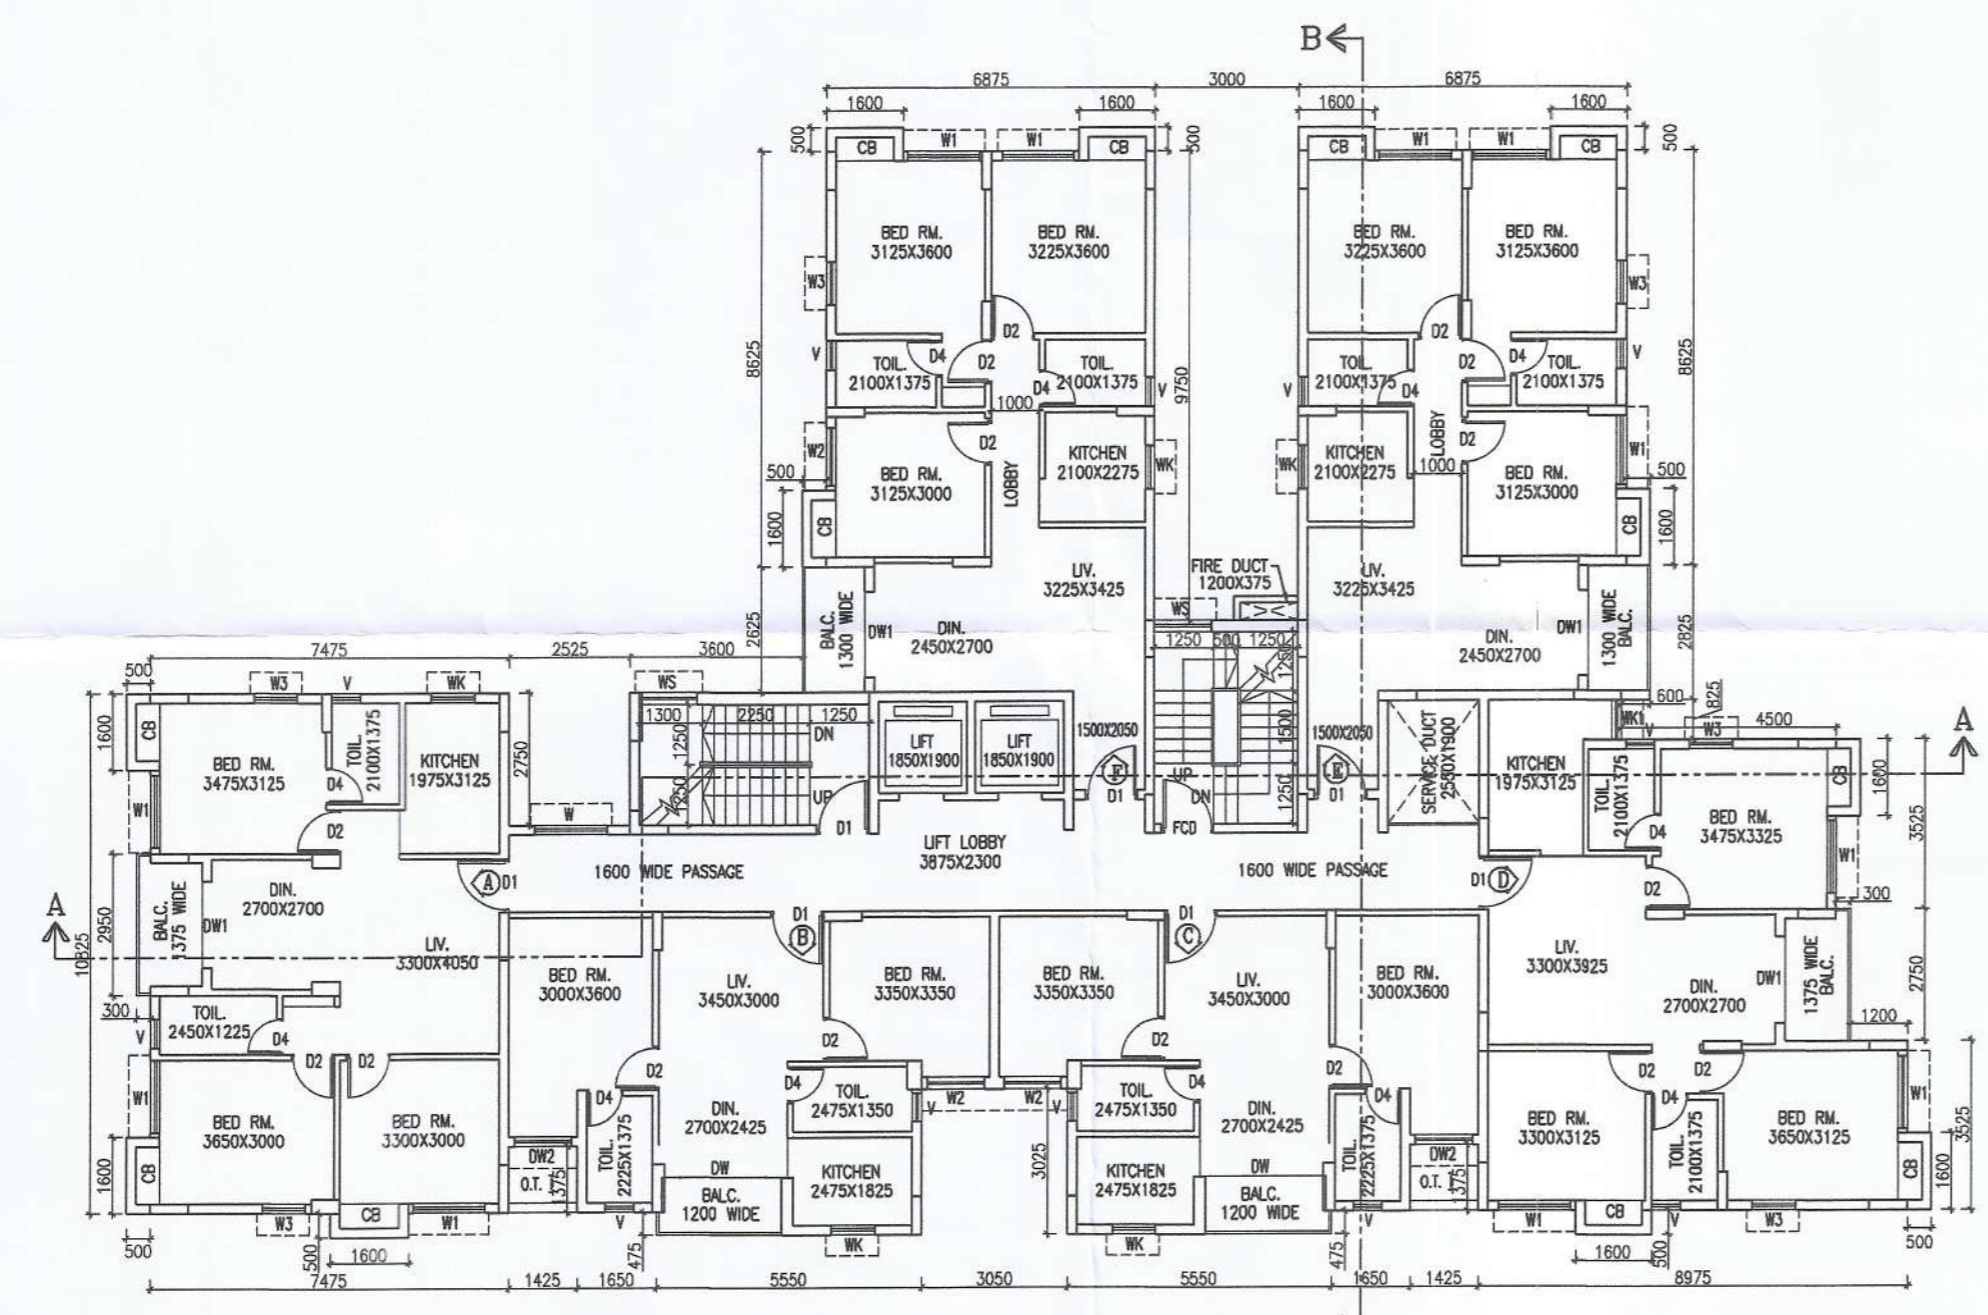 B
6875
3000
6875
1600
1600
1600
1600
500
500
500
CB
W1
W1
CB
CB
W1
W1
CB
BED RM.
3125X3600
BED RM.
3225X3600
BED RM.
3225X3600
BED RM.
3125X3600
W3
W3
8625
9750
8625
D2
D2
V
TOIL.
2100X1375
D4
D2
D4
TOIL.
2100X1375
V
V
TOIL.
2100X1375
D4
D2
D4
TOIL.
2100X1375
V
1000
1000
W2
D2
LOBBY
KITCHEN
2100X2275
WK
WK
KITCHEN
2100X2275
LOBBY
D2
W1
500
500
BED RM.
3125X3000
BED RM.
3125X3000
1600
CB
CB
1600
LIV.
3225X3425
FIRE DUCT
1200X375
LIV.
3225X3425
2625
BALC.
1300 WIDE
DW1
DIN.
2450X2700
WS
1250
500
1250
1250
DIN.
2450X2700
DW1
1300 WIDE
BALC.
2825
7475
2525
3600
500
W3
V
WK
WS
600
825
WK1
V
W3
4500
1600
CB
BED RM.
3475X3125
TOIL.
2100X1375
D4
KITCHEN
1975X3125
2750
1300
2250
1250
DN
1250
1250
UP
LIFT
1850X1900
LIFT
1850X1900
1500X2050
F
D1
1500
1250
UP
DN
FCD
1500X2050
E
D1
SERVICE DUCT
2550X1900
KITCHEN
1975X3125
TOIL.
2100X1375
D4
BED RM.
3475X3325
CB
1600
3525
A
W1
D2
W
D1
LIFT LOBBY
3875X2300
1600 WIDE PASSAGE
1600 WIDE PASSAGE
A
D1
D1
D
D2
W1
300
A
2950
10825
BALC.
1375 WIDE
DW1
DIN.
2700X2700
LIV.
3300X4050
D1
B
D1
C
LIV.
3300X3925
DIN.
2700X2700
DW1
1375 WIDE
BALC.
2750
BED RM.
3000X3600
LIV.
3450X3000
BED RM.
3350X3350
BED RM.
3350X3350
LIV.
3450X3000
BED RM.
3000X3600
300
V
TOIL.
2450X1225
D4
D2
D2
D2
D2
1200
W1
BED RM.
3650X3000
BED RM.
3300X3000
D2
D4
D4
TOIL.
2475X1350
V
W2
W2
V
TOIL.
2475X1350
D4
D2
D4
D2
D2
D4
W1
3525
DIN.
2700X2425
DIN.
2700X2425
BED RM.
3300X3125
BED RM.
3650X3125
1600
CB
TOIL.
2225X1375
DW2
O.T.
1375
DW
BALC.
1200 WIDE
KITCHEN
2475X1825
3025
KITCHEN
2475X1825
DW
BALC.
1200 WIDE
TOIL.
2225X1375
DW2
O.T.
1375
TOIL.
2100X1375
CB
1600
W3
CB
W1
V
WK
WK
V
W1
CB
V
W3
500
500
1600
475
475
1600
500
500
7475
1425
1650
5550
3050
5550
1650
1425
8975